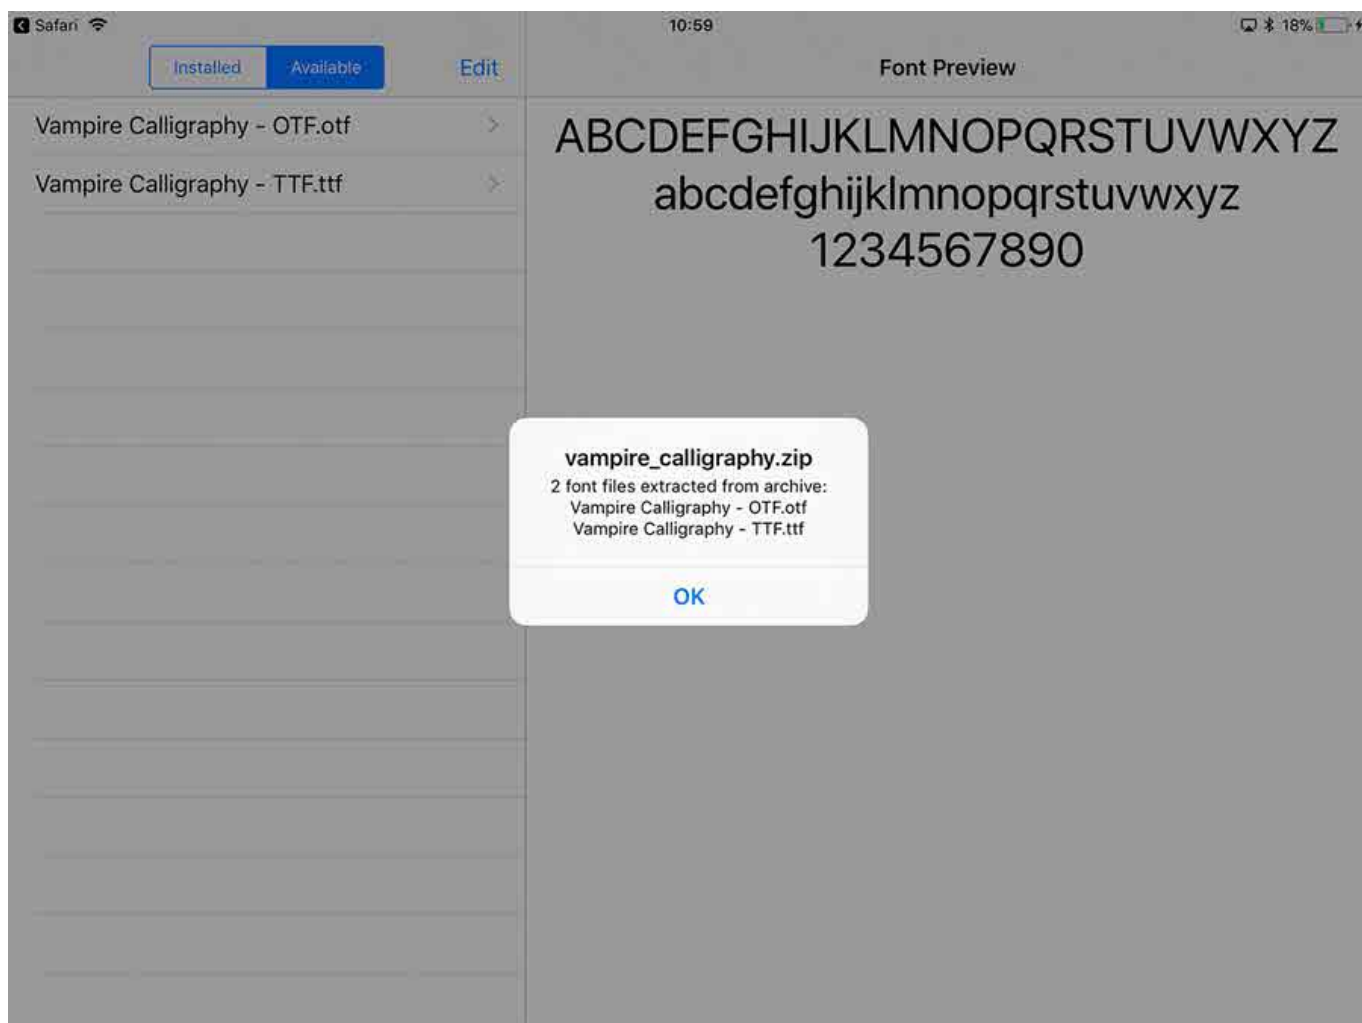 Safari
10:59
18%
Installed
Available
Edit
Font Preview
Vampire Calligraphy - OTF.otf
Vampire Calligraphy - TTF.ttf
ABCDEFGHIJKLMNOPQRSTUVWXYZ
abcdefghijklmnopqrstuvwxyz
1234567890
vampire_calligraphy.zip
2 font files extracted from archive:
Vampire Calligraphy - OTF.otf
Vampire Calligraphy - TTF.ttf
OK